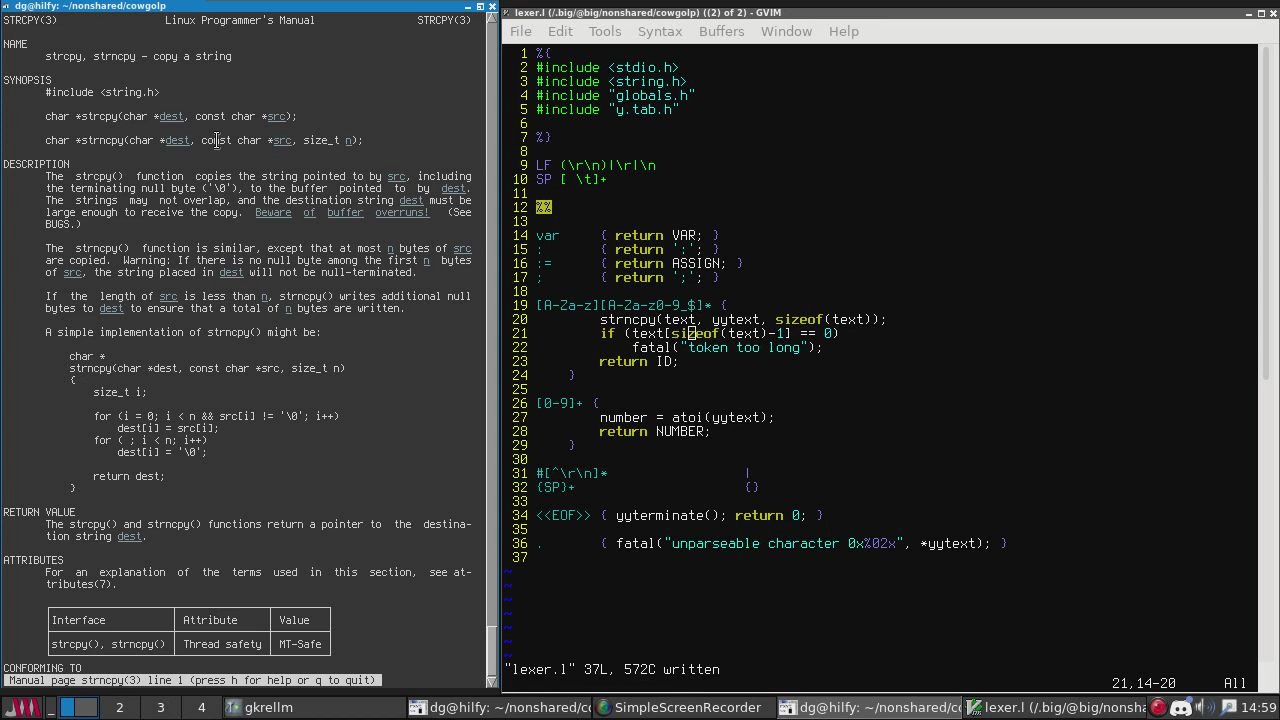 dg@hilfy: ~/nonshared/cowgolp
STRCPY(3) Linux Programmer's Manual STRCPY(3)
NAME
strcpy, strncpy - copy a string
SYNOPSIS
#include <string.h>
char *strcpy(char *dest, const char *src);
char *strncpy(char *dest, const char *src, size_t n);
DESCRIPTION
The strcpy() function copies the string pointed to by src, including
the terminating null byte ('\0'), to the buffer pointed to by dest.
The strings may not overlap, and the destination string dest must be
large enough to receive the copy. Beware of buffer overruns! (See
BUGS.)
The strncpy() function is similar, except that at most n bytes of src
are copied. Warning: If there is no null byte among the first n bytes
of src, the string placed in dest will not be null-terminated.
If the length of src is less than n, strncpy() writes additional null
bytes to dest to ensure that a total of n bytes are written.
A simple implementation of strncpy() might be:
char *
strncpy(char *dest, const char *src, size_t n)
{
size_t i;
for (i = 0; i < n && src[i] != '\0'; i++)
dest[i] = src[i];
for ( ; i < n; i++)
dest[i] = '\0';
return dest;
}
RETURN VALUE
The strcpy() and strncpy() functions return a pointer to the destina-
tion string dest.
ATTRIBUTES
For an explanation of the terms used in this section, see at-
tributes(7).
Interface Attribute Value
strcpy(), strncpy() Thread safety MT-Safe
CONFORMING TO
Manual page strncpy(3) line 1 (press h for help or q to quit)
lexer.l (/.big/@big/nonshared/cowgolp) ((2) of 2) - GVIM
File Edit Tools Syntax Buffers Window Help
1 %{
2 #include <stdio.h>
3 #include <string.h>
4 #include "globals.h"
5 #include "y.tab.h"
6
7 %}
8
9 LF (\r\n)|\r|\n
10 SP [ \t]+
11
12 %%
13
14 var { return VAR; }
15 : { return ':'; }
16 := { return ASSIGN; }
17 ; { return ';'; }
18
19 [A-Za-z][A-Za-z0-9_$]* {
20 strncpy(text, yytext, sizeof(text));
21 if (text[sizeof(text)-1] == 0)
22 fatal("token too long");
23 return ID;
24 }
25
26 [0-9]+ {
27 number = atoi(yytext);
28 return NUMBER;
29 }
30
31 #[^\r\n]* |
32 {SP}+ {}
33
34 <<EOF>> { yyterminate(); return 0; }
35
36 . { fatal("unparseable character 0x%02x", *yytext); }
37
~
~
~
~
~
~
~
"lexer.l" 37L, 572C written
21,14-20 All
2 3 4 gkrellm dg@hilfy: ~/nonshared/co SimpleScreenRecorder dg@hilfy: ~/nonshared/co lexer.l (/.big/@big/nonsha 14:59